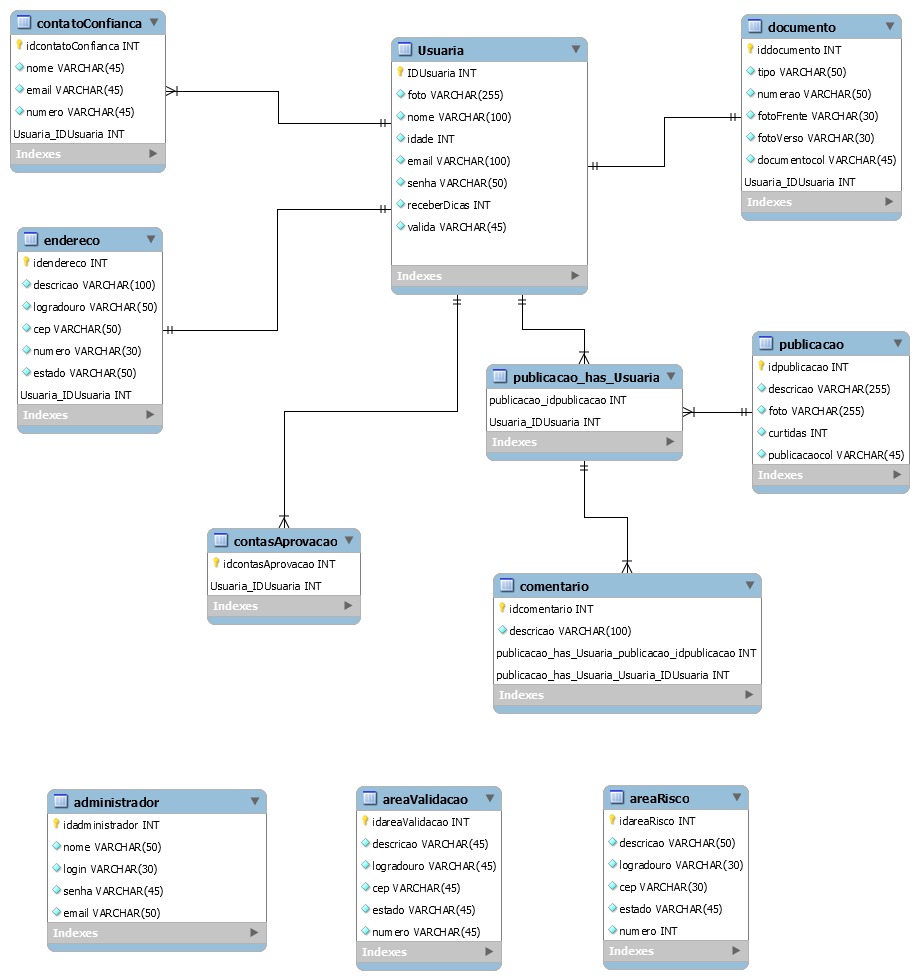 contatoConfianca
idcontatoConfianca INT
nome VARCHAR(45)
email VARCHAR(45)
numero VARCHAR(45)
Usuaria_IDUsuaria INT
Indexes
Usuaria
IDUsuaria INT
foto VARCHAR(255)
nome VARCHAR(100)
idade INT
email VARCHAR(100)
senha VARCHAR(50)
receberDicas INT
valida VARCHAR(45)
Indexes
documento
iddocumento INT
tipo VARCHAR(50)
numerao VARCHAR(50)
fotoFrente VARCHAR(30)
fotoVerso VARCHAR(30)
documentocol VARCHAR(45)
Usuaria_IDUsuaria INT
Indexes
endereco
idendereco INT
descricao VARCHAR(100)
logradouro VARCHAR(50)
cep VARCHAR(50)
numero VARCHAR(30)
estado VARCHAR(50)
Usuaria_IDUsuaria INT
Indexes
publicacao_has_Usuaria
publicacao_idpublicacao INT
Usuaria_IDUsuaria INT
Indexes
publicacao
idpublicacao INT
descricao VARCHAR(255)
foto VARCHAR(255)
curtidas INT
publicacaocol VARCHAR(45)
Indexes
contasAprovacao
idcontasAprovacao INT
Usuaria_IDUsuaria INT
Indexes
comentario
idcomentario INT
descricao VARCHAR(100)
publicacao_has_Usuaria_publicacao_idpublicacao INT
publicacao_has_Usuaria_Usuaria_IDUsuaria INT
Indexes
administrador
idadministrador INT
nome VARCHAR(50)
login VARCHAR(30)
senha VARCHAR(45)
email VARCHAR(50)
Indexes
areaValidacao
idareaValidacao INT
descricao VARCHAR(45)
logradouro VARCHAR(45)
cep VARCHAR(45)
estado VARCHAR(45)
numero VARCHAR(45)
Indexes
areaRisco
idareaRisco INT
descricao VARCHAR(50)
logradouro VARCHAR(30)
cep VARCHAR(30)
estado VARCHAR(45)
numero INT
Indexes